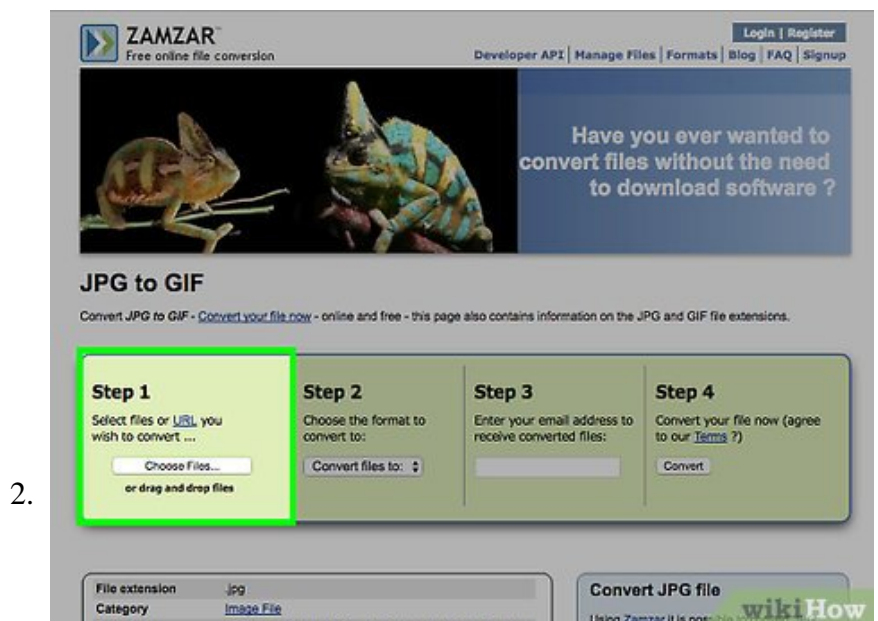 ZAMZAR™
Free online file conversion
Login | Register
Developer API | Manage Files | Formats | Blog | FAQ | Signup
Have you ever wanted to
convert files without the need
to download software ?
JPG to GIF
Convert JPG to GIF - Convert your file now - online and free - this page also contains information on the JPG and GIF file extensions.
Step 1
Select files or URL you
wish to convert ...
Choose Files...
or drag and drop files
Step 2
Choose the format to
convert to:
Convert files to:
Step 3
Enter your email address to
receive converted files:
Step 4
Convert your file now (agree
to our Terms ?)
Convert
2.
File extension .jpg
Category Image File
Convert JPG file
Using Zamzar it is
wikiHow